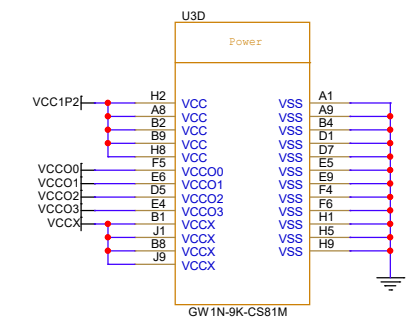 U3D
Power
VCC1P2 H2 VCC VSS A1
A8 VCC VSS A9
B2 VCC VSS B4
B9 VCC VSS D1
H8 VCC VSS D7
VCCO0 F5 VCCO0 VSS E5
VCCO1 E6 VCCO1 VSS E9
VCCO2 D5 VCCO2 VSS F4
VCCO3 E4 VCCO3 VSS F6
VCCX B1 VCCX VSS H1
J1 VCCX VSS H5
B8 VCCX VSS H9
J9 VCCX
GW1N-9K-CS81M